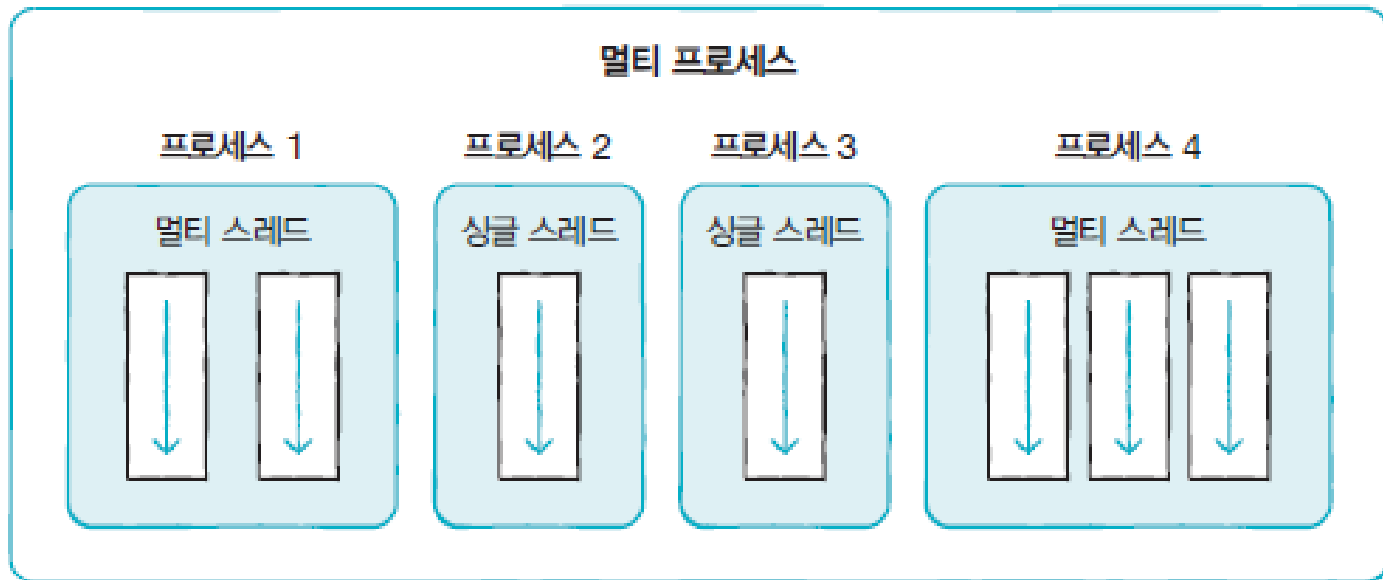 멀티 프로세스
프로세스 1 프로세스 2 프로세스 3 프로세스 4
멀티 스레드 싱글 스레드 싱글 스레드 멀티 스레드